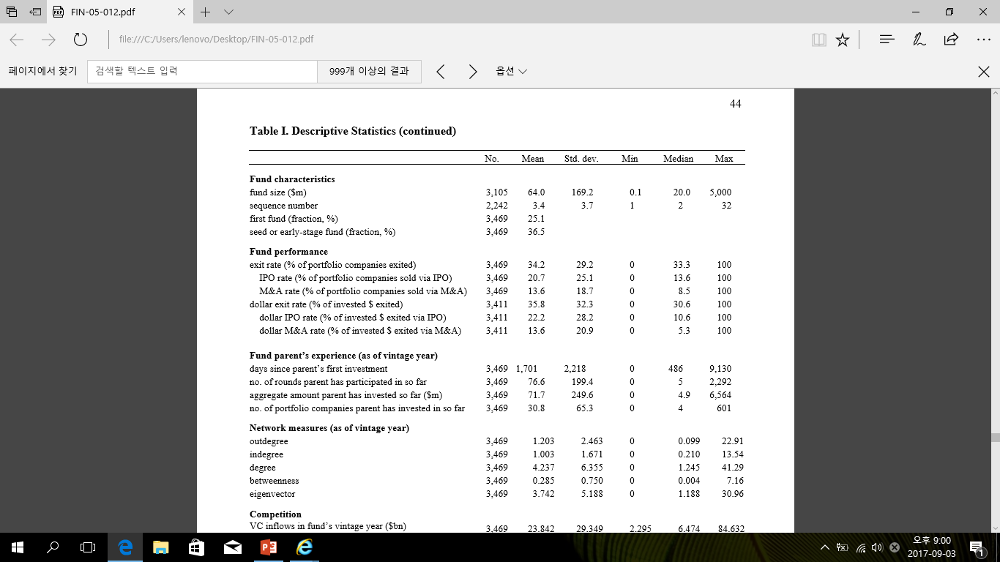 FIN-05-012.pdf
file:///C:/Users/lenovo/Desktop/FIN-05-012.pdf
페이지에서 찾기 검색할 텍스트 입력 999개 이상의 결과 옵션
44
Table I. Descriptive Statistics (continued)
No. Mean Std. dev. Min Median Max
Fund characteristics
fund size ($m) 3,105 64.0 169.2 0.1 20.0 5,000
sequence number 2,242 3.4 3.7 1 2 32
first fund (fraction, %) 3,469 25.1
seed or early-stage fund (fraction, %) 3,469 36.5
Fund performance
exit rate (% of portfolio companies exited) 3,469 34.2 29.2 0 33.3 100
IPO rate (% of portfolio companies sold via IPO) 3,469 20.7 25.1 0 13.6 100
M&A rate (% of portfolio companies sold via M&A) 3,469 13.6 18.7 0 8.5 100
dollar exit rate (% of invested $ exited) 3,411 35.8 32.3 0 30.6 100
dollar IPO rate (% of invested $ exited via IPO) 3,411 22.2 28.2 0 10.6 100
dollar M&A rate (% of invested $ exited via M&A) 3,411 13.6 20.9 0 5.3 100
Fund parent's experience (as of vintage year)
days since parent's first investment 3,469 1,701 2,218 0 486 9,130
no. of rounds parent has participated in so far 3,469 76.6 199.4 0 5 2,292
aggregate amount parent has invested so far ($m) 3,469 71.7 249.6 0 4.9 6,564
no. of portfolio companies parent has invested in so far 3,469 30.8 65.3 0 4 601
Network measures (as of vintage year)
outdegree 3,469 1.203 2.463 0 0.099 22.91
indegree 3,469 1.003 1.671 0 0.210 13.54
degree 3,469 4.237 6.355 0 1.245 41.29
betweenness 3,469 0.285 0.750 0 0.004 7.16
eigenvector 3,469 3.742 5.188 0 1.188 30.96
Competition
VC inflows in fund's vintage year ($bn) 3,469 23.842 29.349 2.295 6.474 84.632
오후 9:00
2017-09-03
1